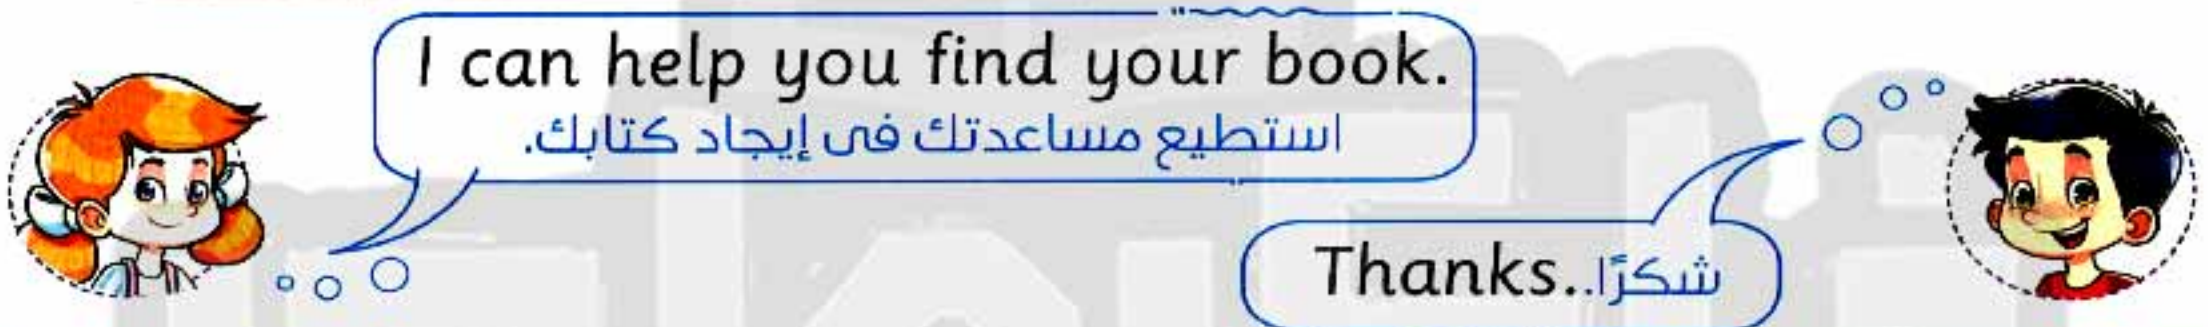 I can help you find your book.
استطيع مساعدتك فى إيجاد كتابك.
Thanks..شكرًا